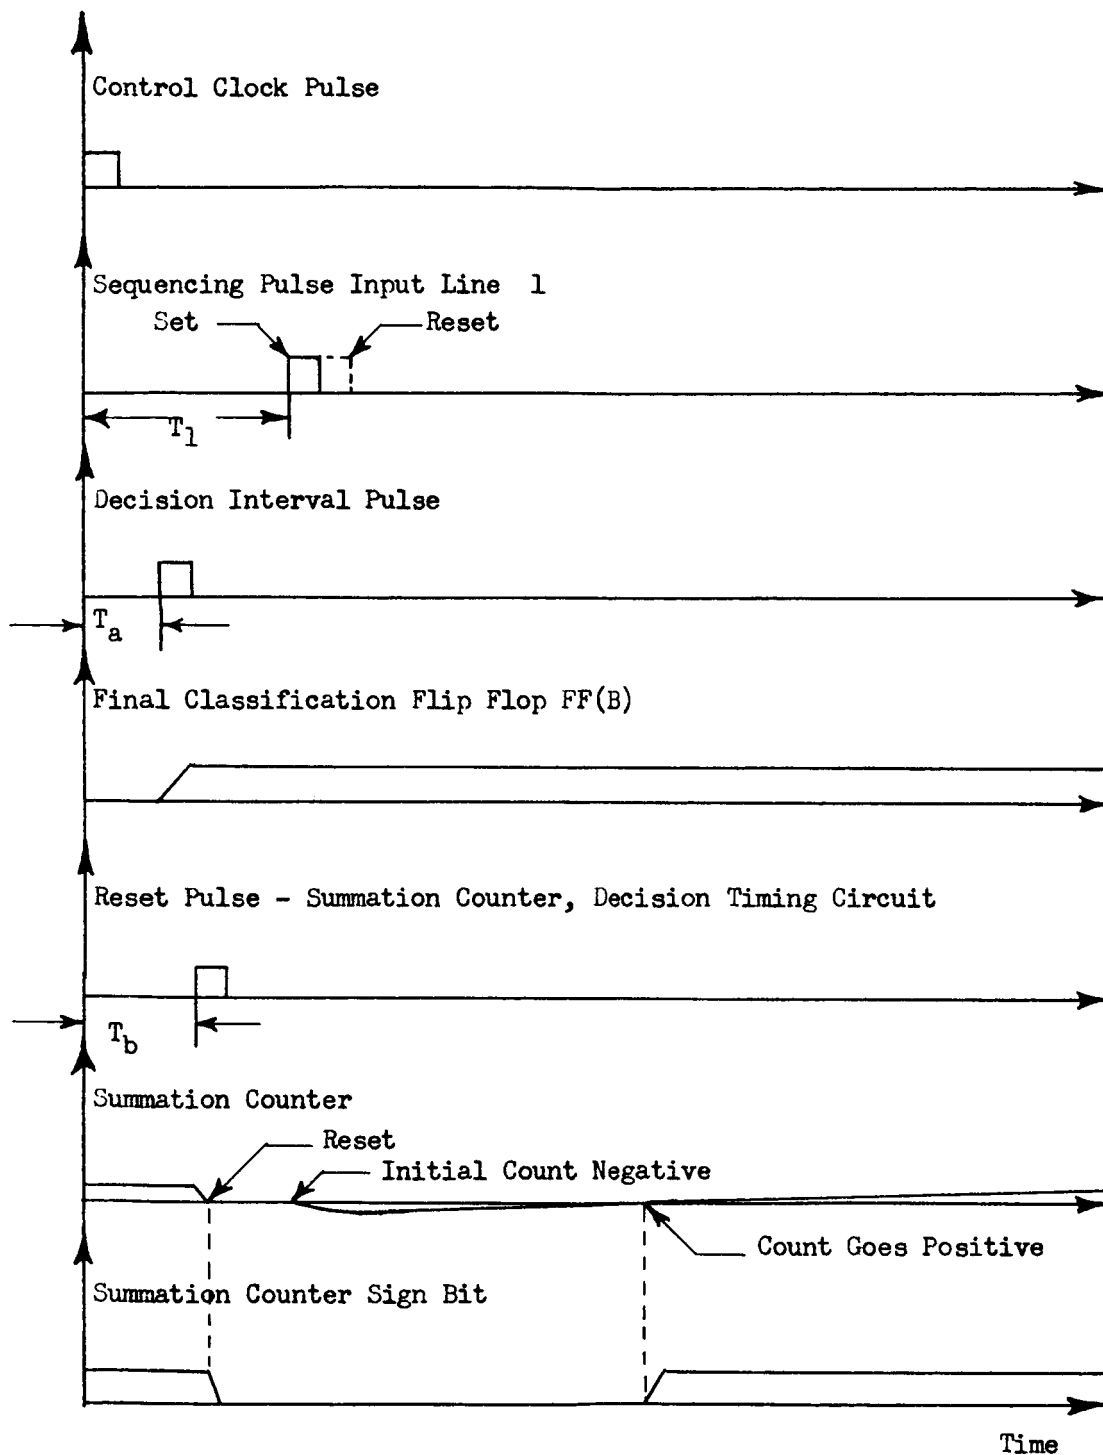 Control Clock Pulse
Sequencing Pulse Input Line 1
Set
Reset
T1
Decision Interval Pulse
Ta
Final Classification Flip Flop FF(B)
Reset Pulse - Summation Counter, Decision Timing Circuit
Tb
Summation Counter
Reset
Initial Count Negative
Count Goes Positive
Summation Counter Sign Bit
Time